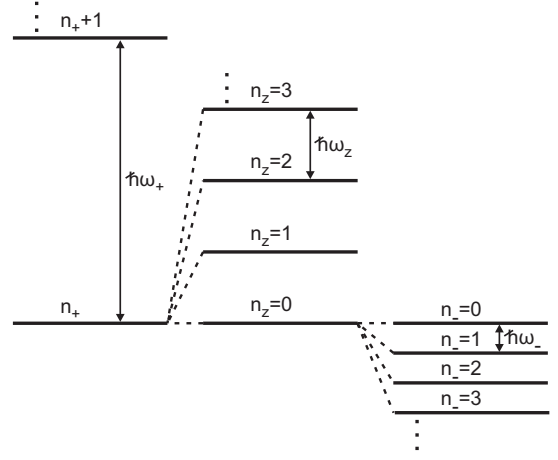 n₊+1
n_z=3
ħω_z
n_z=2
ħω₊
n_z=1
n₊
n_z=0
n₋=0
n₋=1
ħω₋
n₋=2
n₋=3